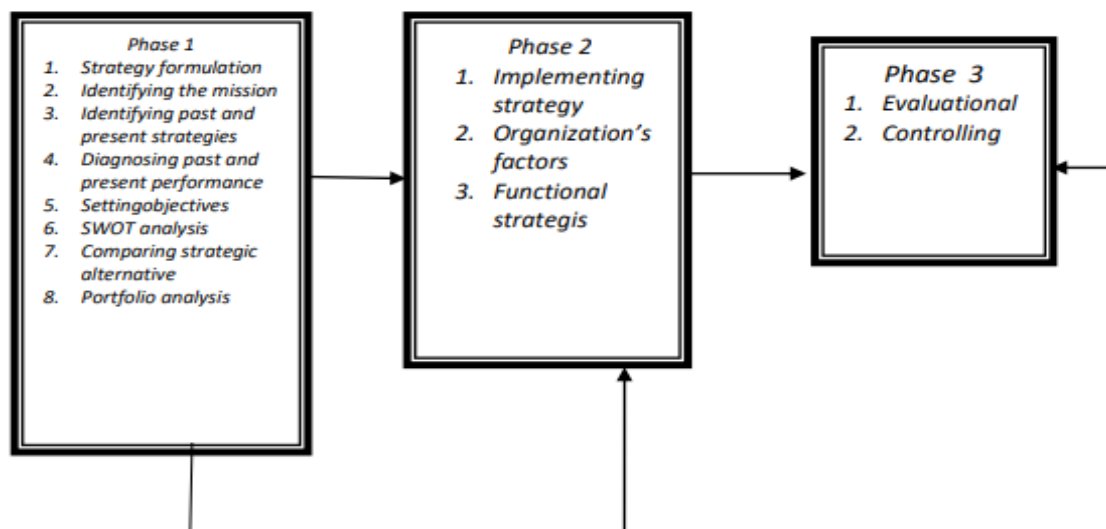 Phase 1
1. Strategy formulation
2. Identifying the mission
3. Identifying past and
present strategies
4. Diagnosing past and
present performance
5. Settingobjectives
6. SWOT analysis
7. Comparing strategic
alternative
8. Portfolio analysis
Phase 2
1. Implementing
strategy
2. Organization’s
factors
3. Functional
strategis
Phase 3
1. Evaluational
2. Controlling